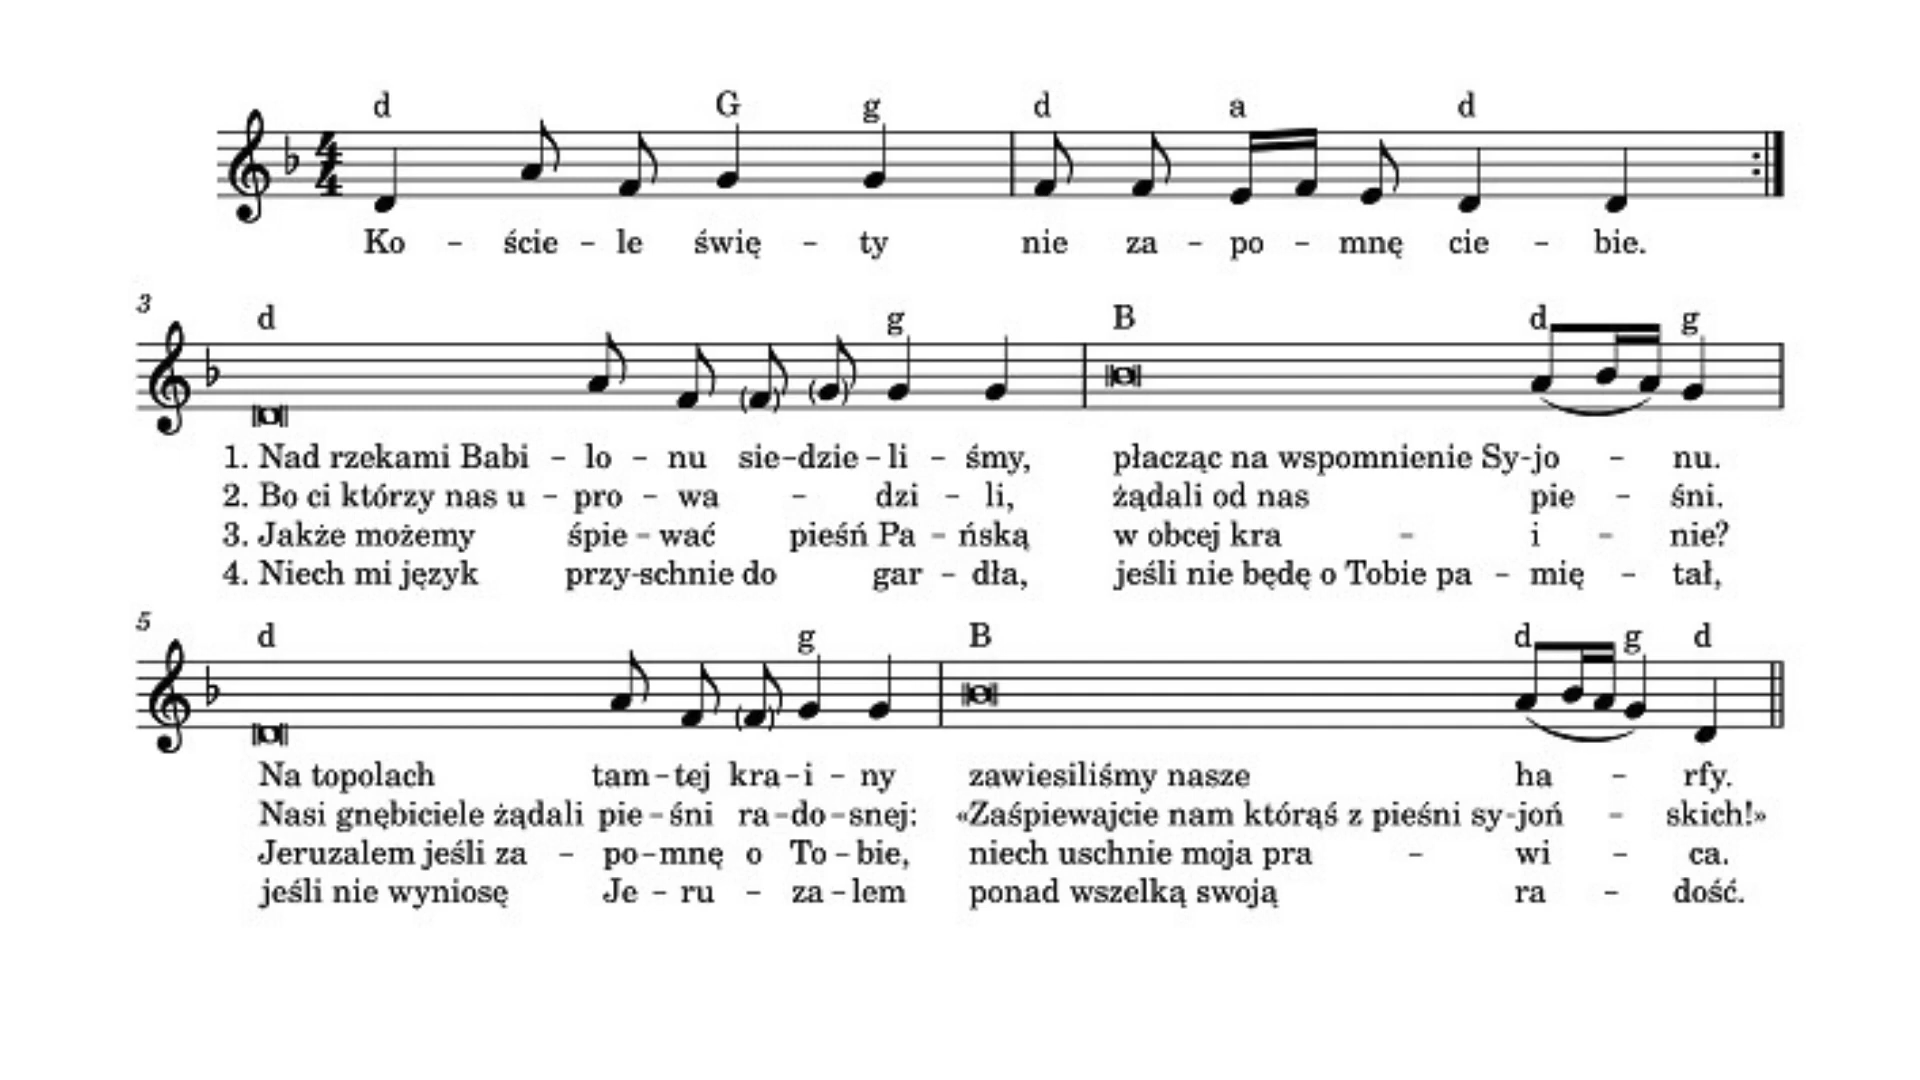 d G g d a d
4 4
Ko - ście - le świę - ty nie za - po - mnę cie - bie.
3
d g B d g
1. Nad rzekami Babi - lo - nu sie-dzie-li - śmy, płacząc na wspomnienie Sy-jo - nu.
2. Bo ci którzy nas u - pro - wa - dzi - li, żądali od nas pie - śni.
3. Jakże możemy śpie-wać pieśń Pa - ńską w obcej kra - i - nie?
4. Niech mi język przy-schnie do gar - dła, jeśli nie będę o Tobie pa - mię - tał,
5
d g B d g d
Na topolach tam-tej kra-i - ny zawiesiliśmy nasze ha - rfy.
Nasi gnębiciele żądali pie-śni ra-do-snej: «Zaśpiewajcie nam którąś z pieśni sy-joń - skich!»
Jeruzalem jeśli za - po-mnę o To-bie, niech uschnie moja pra - wi - ca.
jeśli nie wyniosę Je - ru - za-lem ponad wszelką swoją ra - dość.